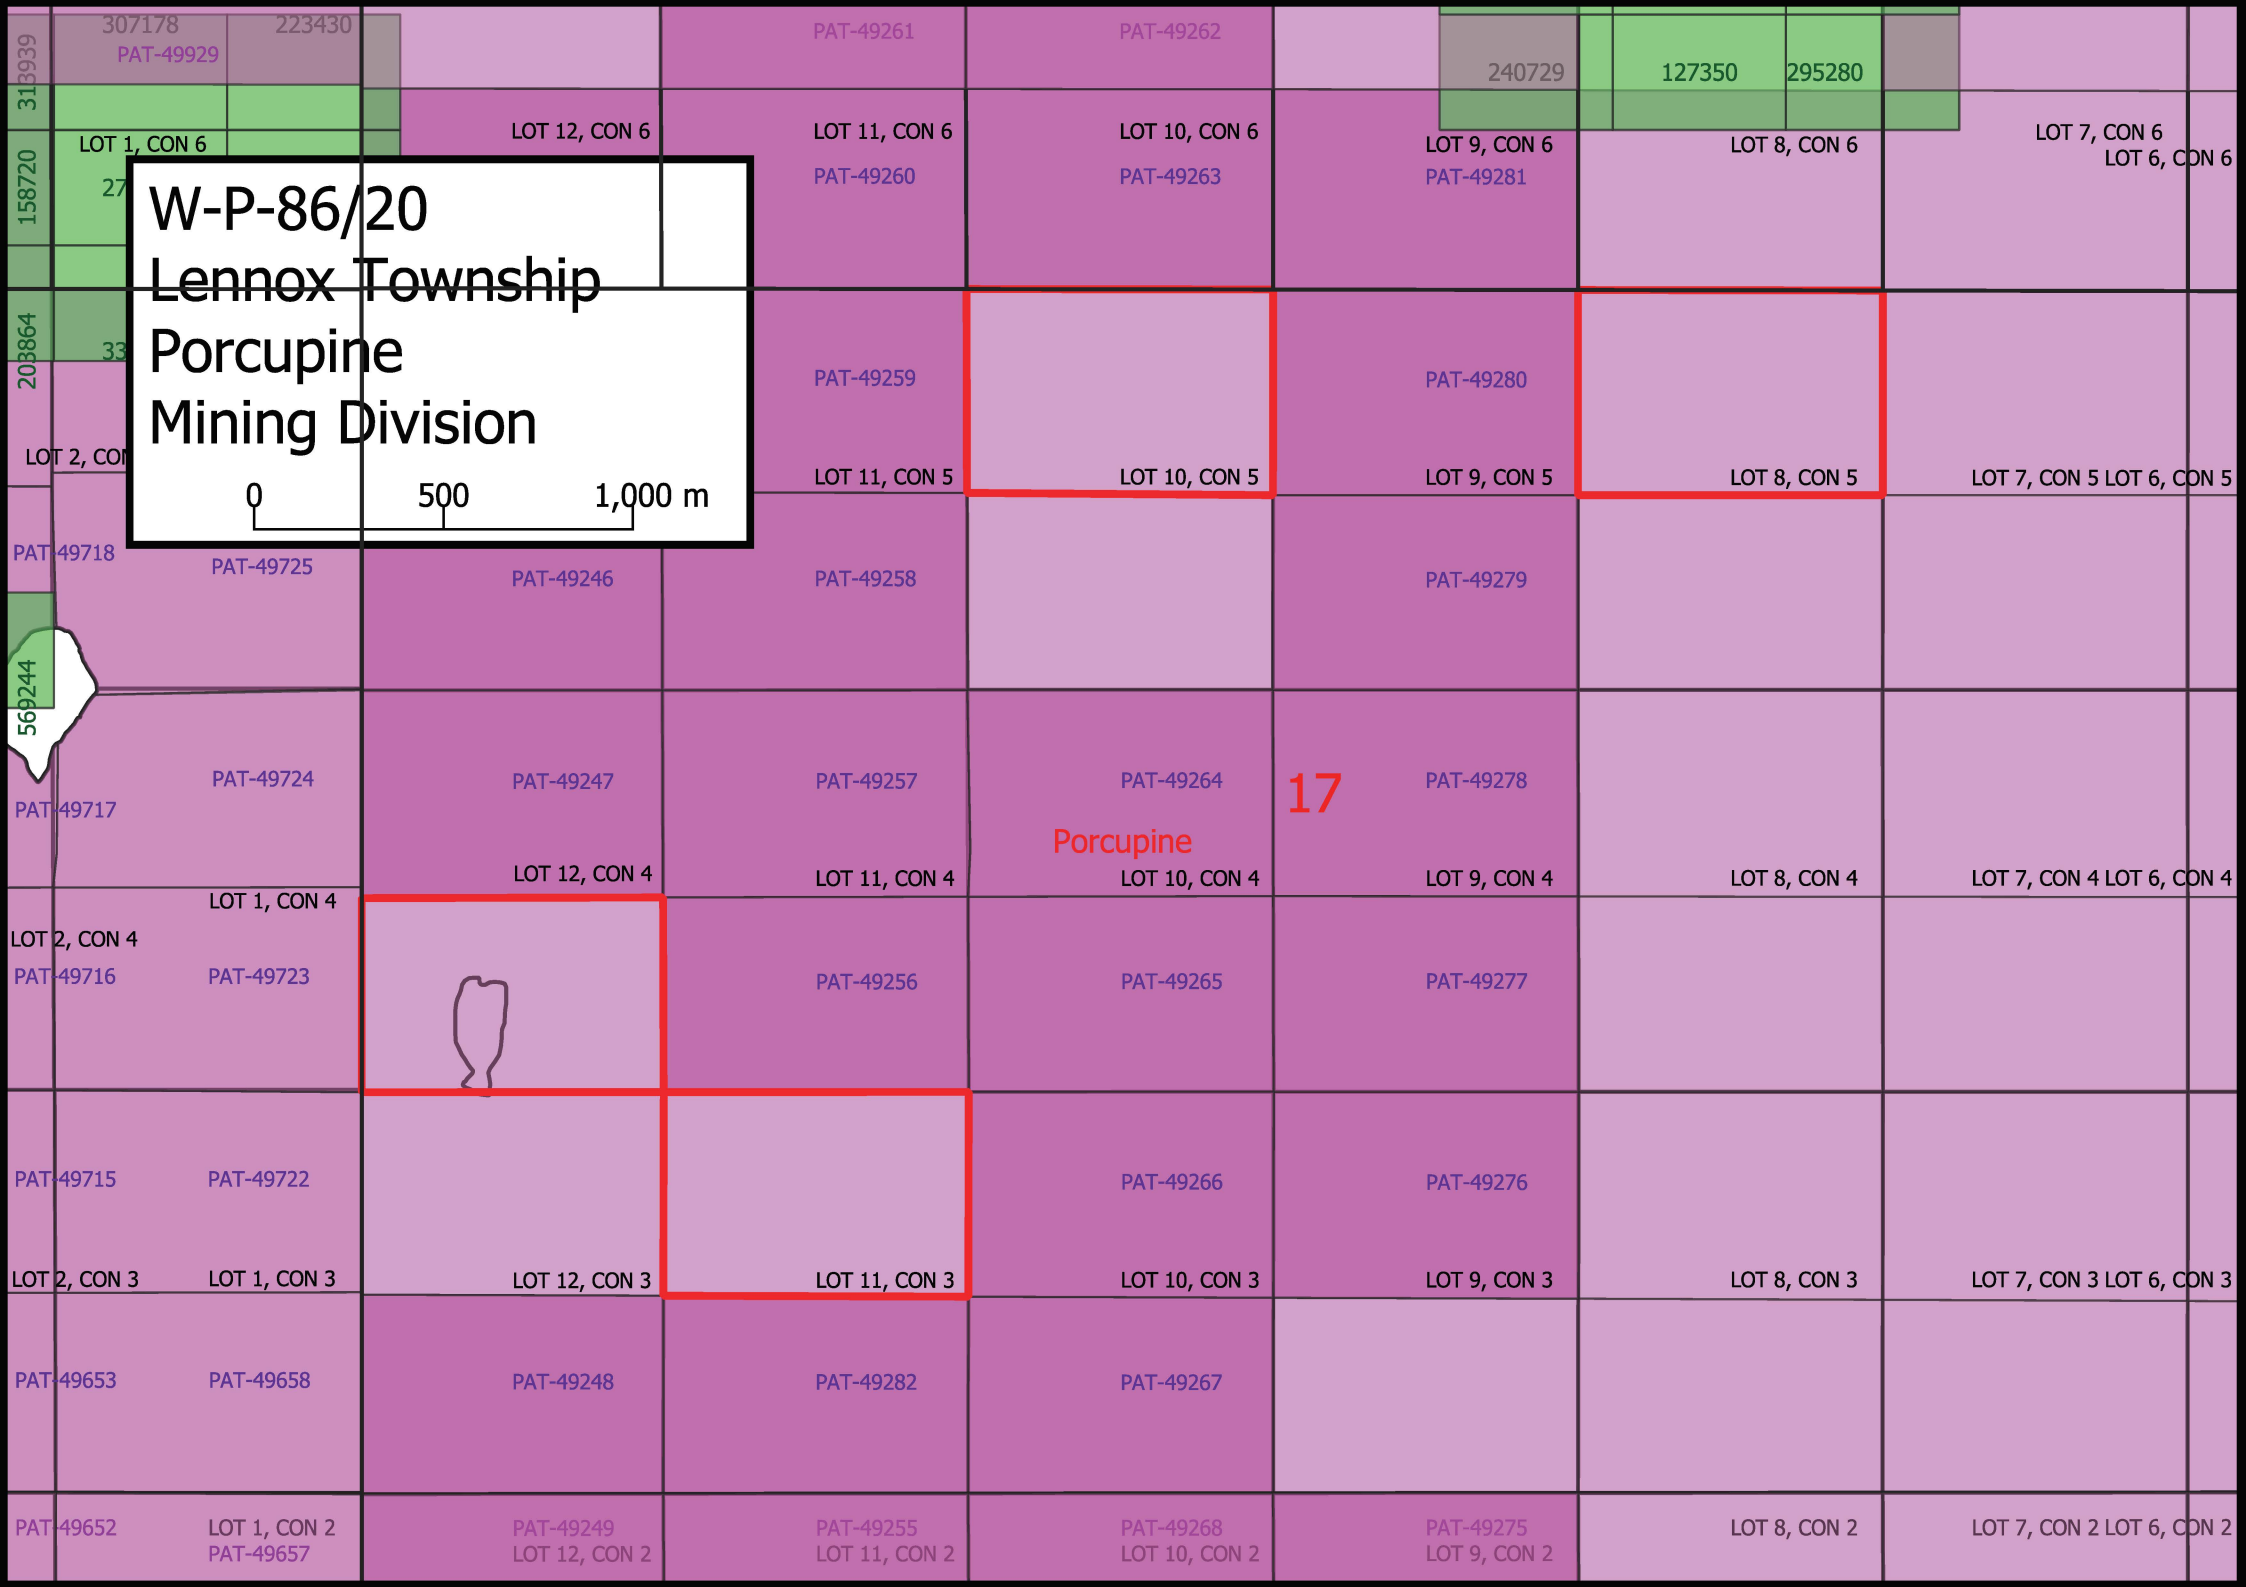 307178
223430
PAT-49261
PAT-49262
313939
PAT-49929
240729
127350
295280
LOT 12, CON 6
LOT 11, CON 6
LOT 10, CON 6
LOT 7, CON 6
LOT 1, CON 6
LOT 9, CON 6
LOT 8, CON 6
LOT 6, CON 6
158720
27
PAT-49260
PAT-49263
PAT-49281
W-P-86/20
Lennox Township
Porcupine
Mining Division
0 500 1,000 m
203864
33
PAT-49259
PAT-49280
LOT 2, CON
LOT 11, CON 5
LOT 10, CON 5
LOT 9, CON 5
LOT 8, CON 5
LOT 7, CON 5
LOT 6, CON 5
PAT-49718
PAT-49725
PAT-49246
PAT-49258
PAT-49279
569244
PAT-49724
PAT-49247
PAT-49257
PAT-49264
17
PAT-49278
PAT-49717
Porcupine
LOT 12, CON 4
LOT 11, CON 4
LOT 10, CON 4
LOT 9, CON 4
LOT 8, CON 4
LOT 7, CON 4
LOT 6, CON 4
LOT 1, CON 4
LOT 2, CON 4
PAT-49716
PAT-49723
PAT-49256
PAT-49265
PAT-49277
PAT-49715
PAT-49722
PAT-49266
PAT-49276
LOT 2, CON 3
LOT 1, CON 3
LOT 12, CON 3
LOT 11, CON 3
LOT 10, CON 3
LOT 9, CON 3
LOT 8, CON 3
LOT 7, CON 3
LOT 6, CON 3
PAT-49653
PAT-49658
PAT-49248
PAT-49282
PAT-49267
PAT-49652
LOT 1, CON 2
PAT-49249
PAT-49255
PAT-49268
PAT-49275
LOT 8, CON 2
LOT 7, CON 2
LOT 6, CON 2
PAT-49657
LOT 12, CON 2
LOT 11, CON 2
LOT 10, CON 2
LOT 9, CON 2